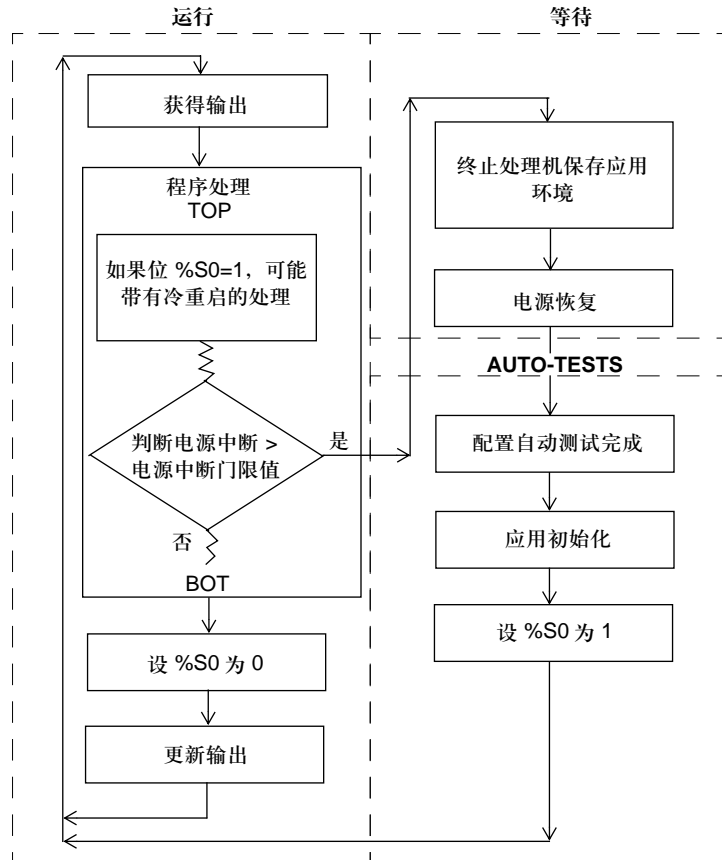 运行
等待
获得输出
程序处理
TOP
如果位 %S0=1，可能
带有冷重启的处理
判断电源中断 >
电源中断门限值
是
否
BOT
设 %S0 为 0
更新输出
终止处理机保存应用
环境
电源恢复
AUTO-TESTS
配置自动测试完成
应用初始化
设 %S0 为 1